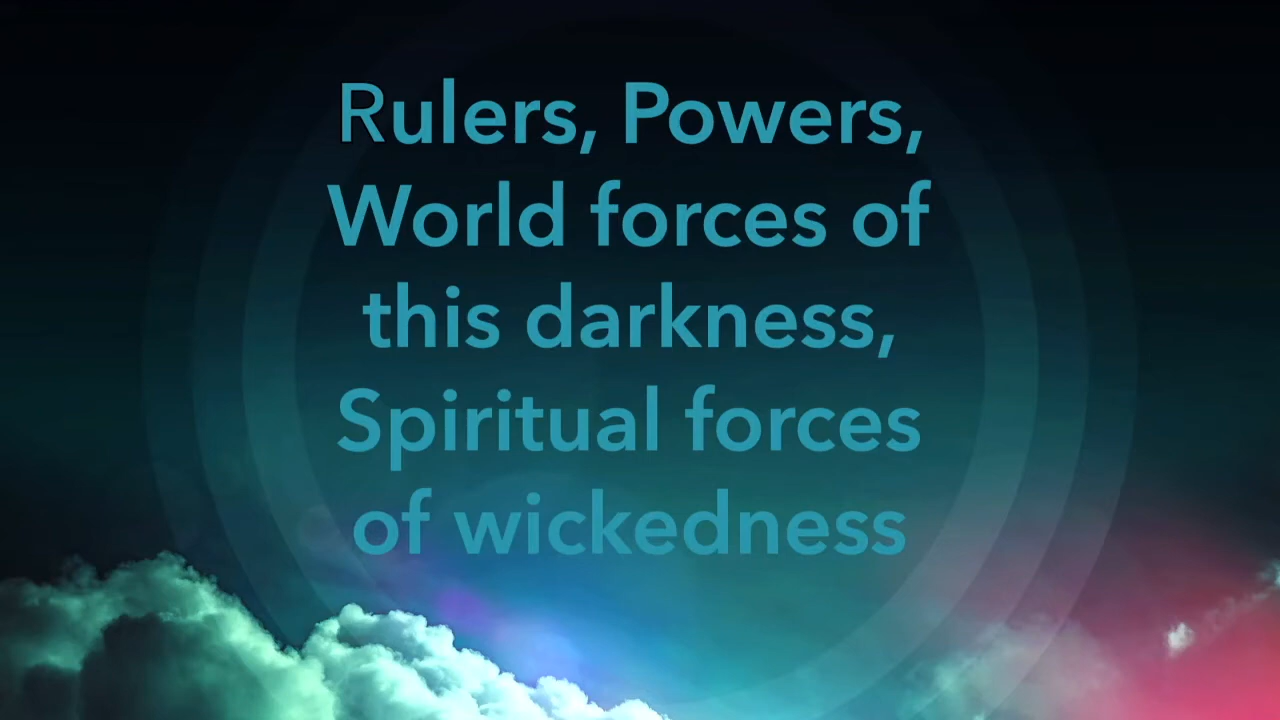 Rulers, Powers,
World forces of
this darkness,
Spiritual forces
of wickedness